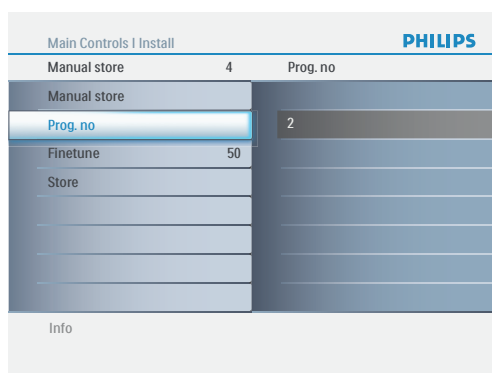 Main Controls I Install PHILIPS
Manual store 4 Prog. no
Manual store
Prog. no 2
Finetune 50
Store
Info